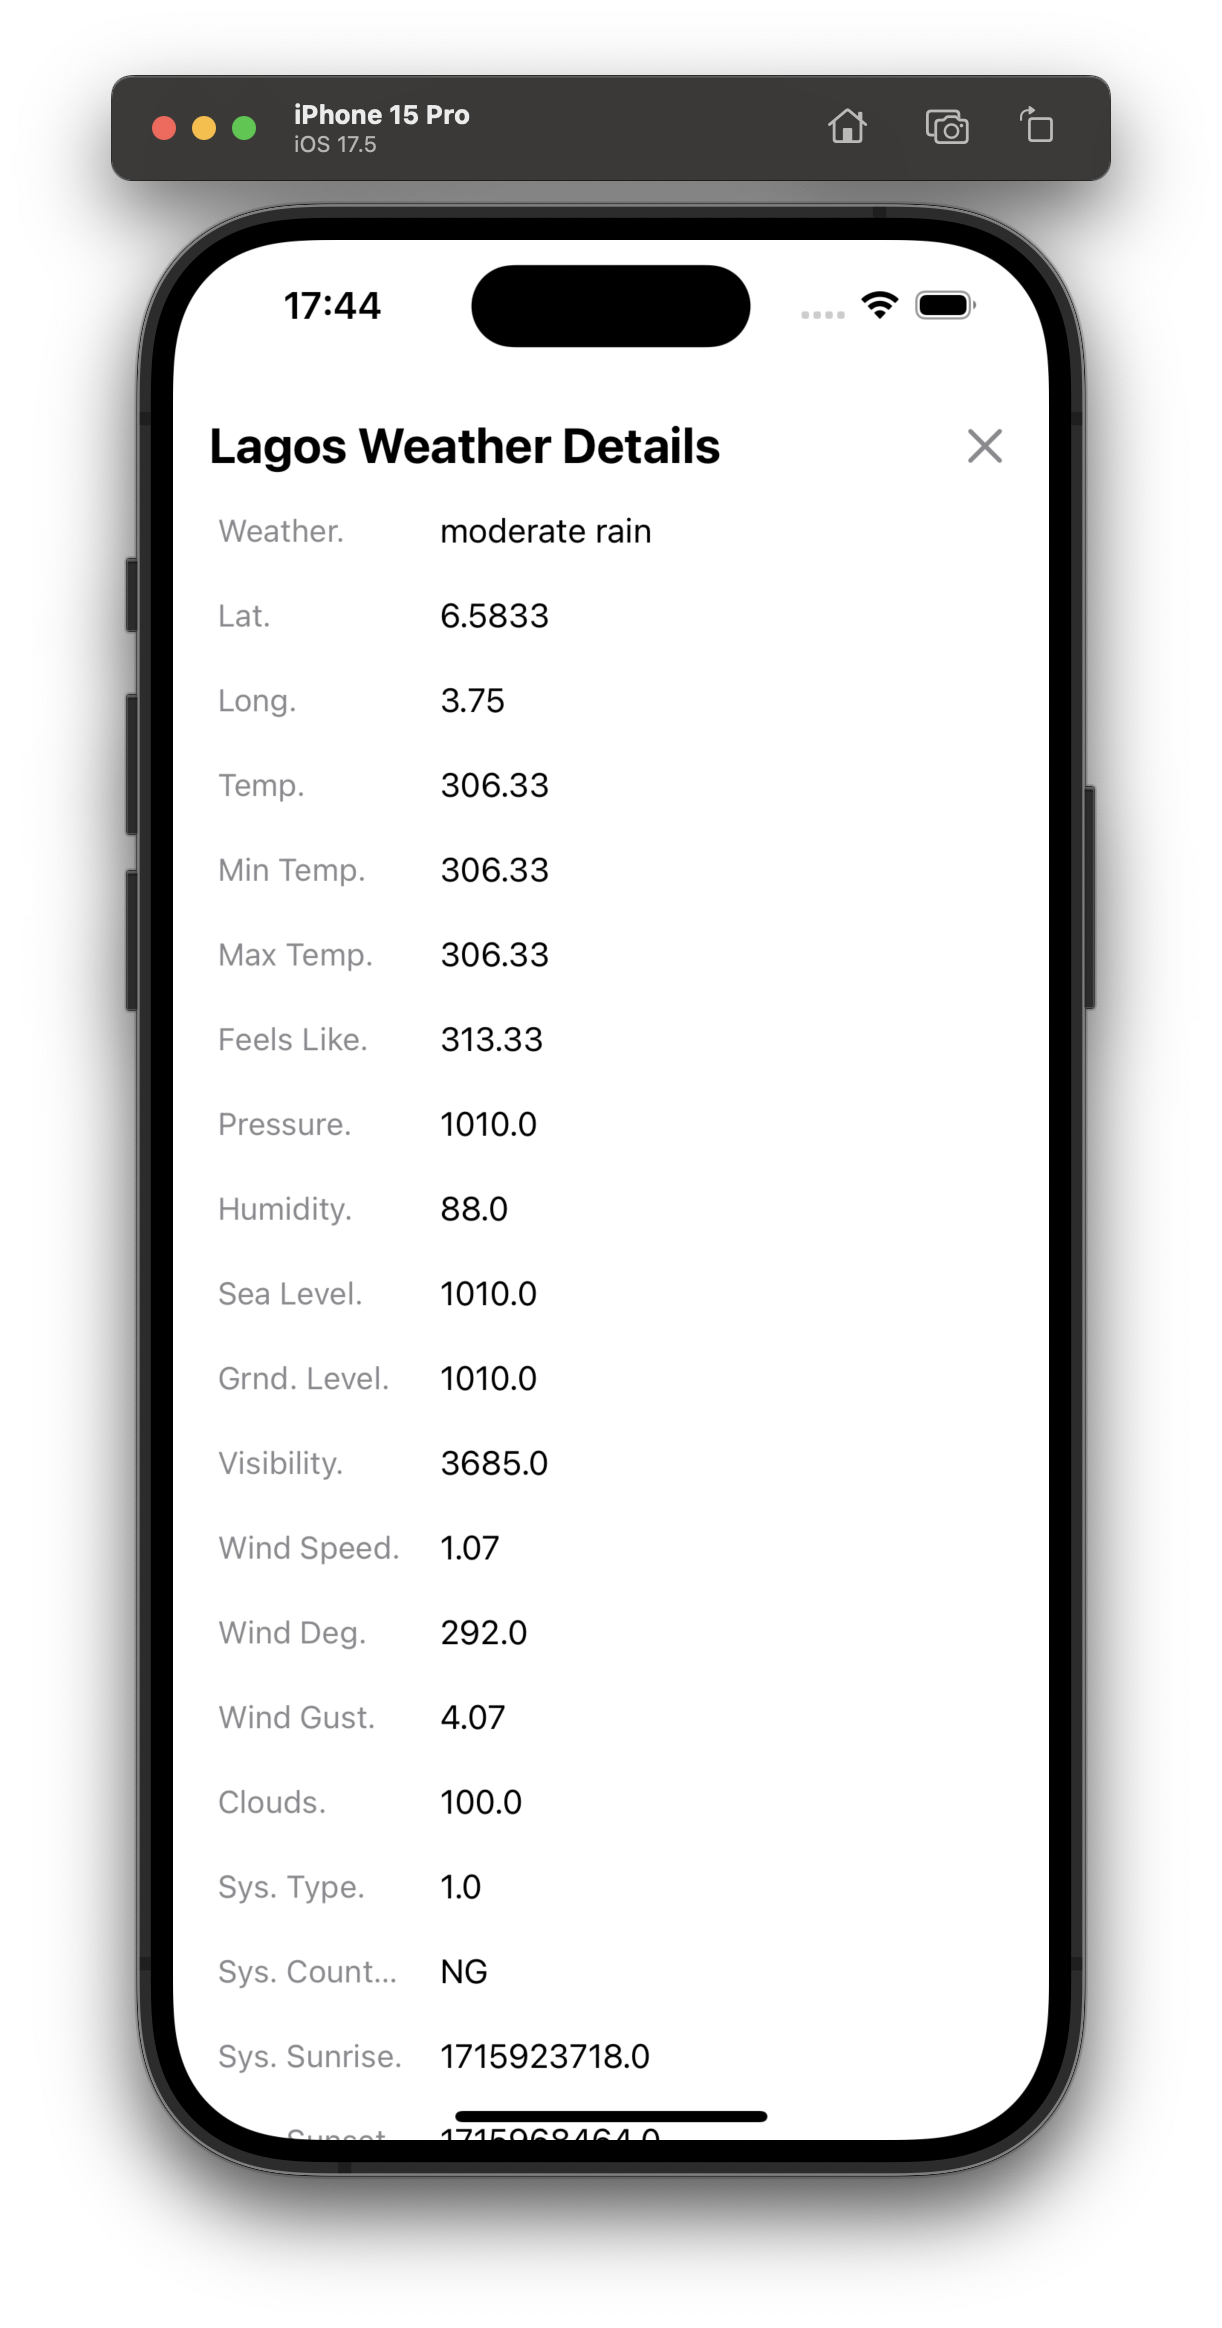 iPhone 15 Pro
iOS 17.5
17:44
Lagos Weather Details
Weather. moderate rain
Lat. 6.5833
Long. 3.75
Temp. 306.33
Min Temp. 306.33
Max Temp. 306.33
Feels Like. 313.33
Pressure. 1010.0
Humidity. 88.0
Sea Level. 1010.0
Grnd. Level. 1010.0
Visibility. 3685.0
Wind Speed. 1.07
Wind Deg. 292.0
Wind Gust. 4.07
Clouds. 100.0
Sys. Type. 1.0
Sys. Count... NG
Sys. Sunrise. 1715923718.0
Sunset 1715968464.0